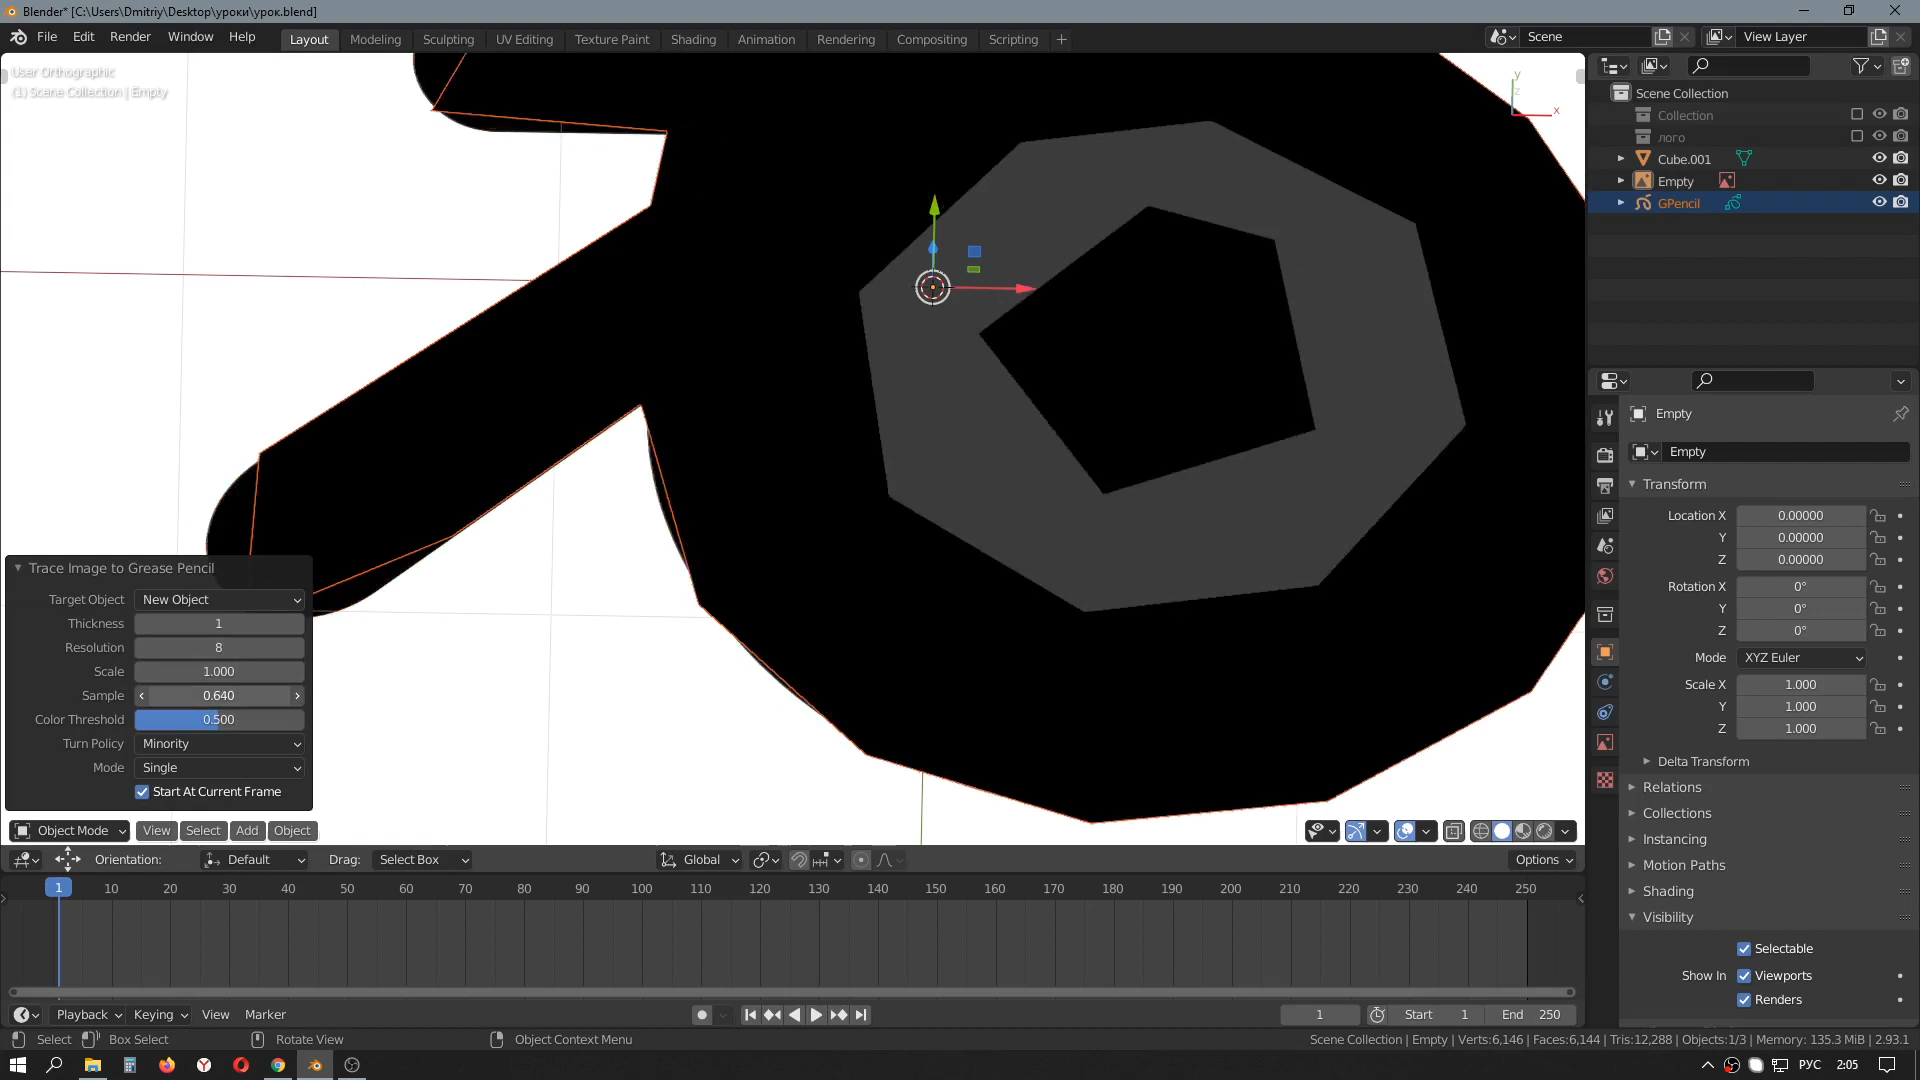 Blender* [C:\Users\Dmitriy\Desktop\уроки\урок.blend]
File Edit Render Window Help Layout Modeling Sculpting UV Editing Texture Paint Shading Animation Rendering Compositing Scripting + Scene View Layer
User Orthographic
(1) Scene Collection | Empty
y
z
x
Scene Collection
Collection
лого
Cube.001
Empty
GPencil
Empty
Empty
Transform
Location X 0.00000
Y 0.00000
Z 0.00000
Rotation X 0°
Y 0°
Z 0°
Mode XYZ Euler
Scale X 1.000
Y 1.000
Z 1.000
Delta Transform
Relations
Collections
Instancing
Motion Paths
Shading
Visibility
Selectable
Show In Viewports
Renders
Trace Image to Grease Pencil
Target Object New Object
Thickness 1
Resolution 8
Scale 1.000
Sample 0.640
Color Threshold 0.500
Turn Policy Minority
Mode Single
Start At Current Frame
Object Mode View Select Add Object
Orientation: Default Drag: Select Box Global Options
1 10 20 30 40 50 60 70 80 90 100 110 120 130 140 150 160 170 180 190 200 210 220 230 240 250
Playback Keying View Marker 1 Start 1 End 250
Select Box Select Rotate View Object Context Menu Scene Collection | Empty | Verts:6,146 | Faces:6,144 | Tris:12,288 | Objects:1/3 | Memory: 135.3 MiB | 2.93.1
РУС 2:05